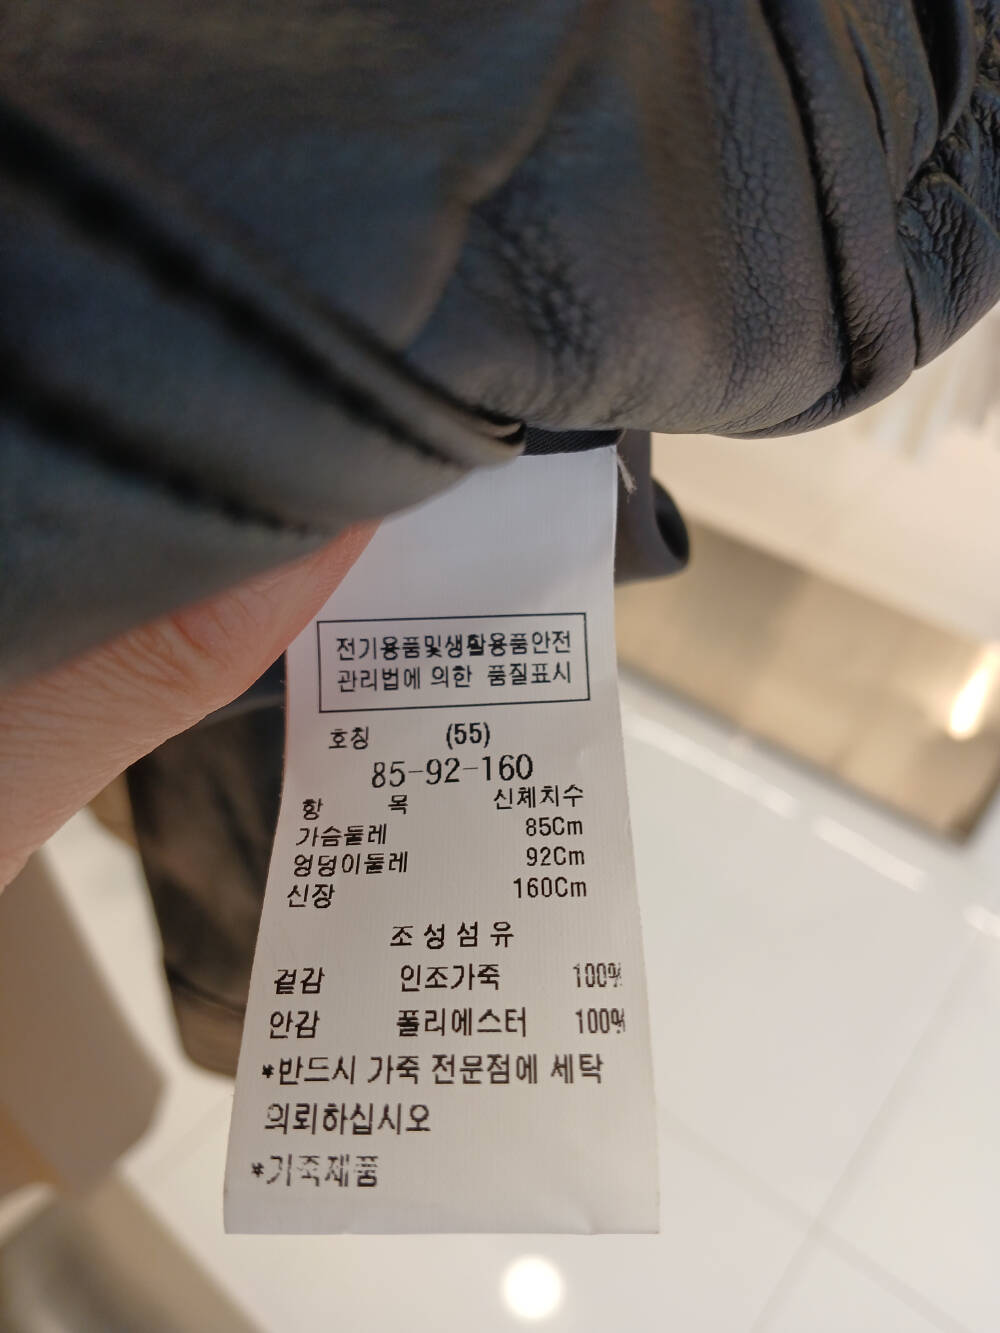 전기용품및생활용품안전
관리법에 의한 품질표시
호칭 (55)
85-92-160
항 목 신체치수
가슴둘레 85Cm
엉덩이둘레 92Cm
신장 160Cm
조성섬유
겉감 인조가죽 100%
안감 폴리에스터 100%
*반드시 가죽 전문점에 세탁
의뢰하십시오
*가죽제품